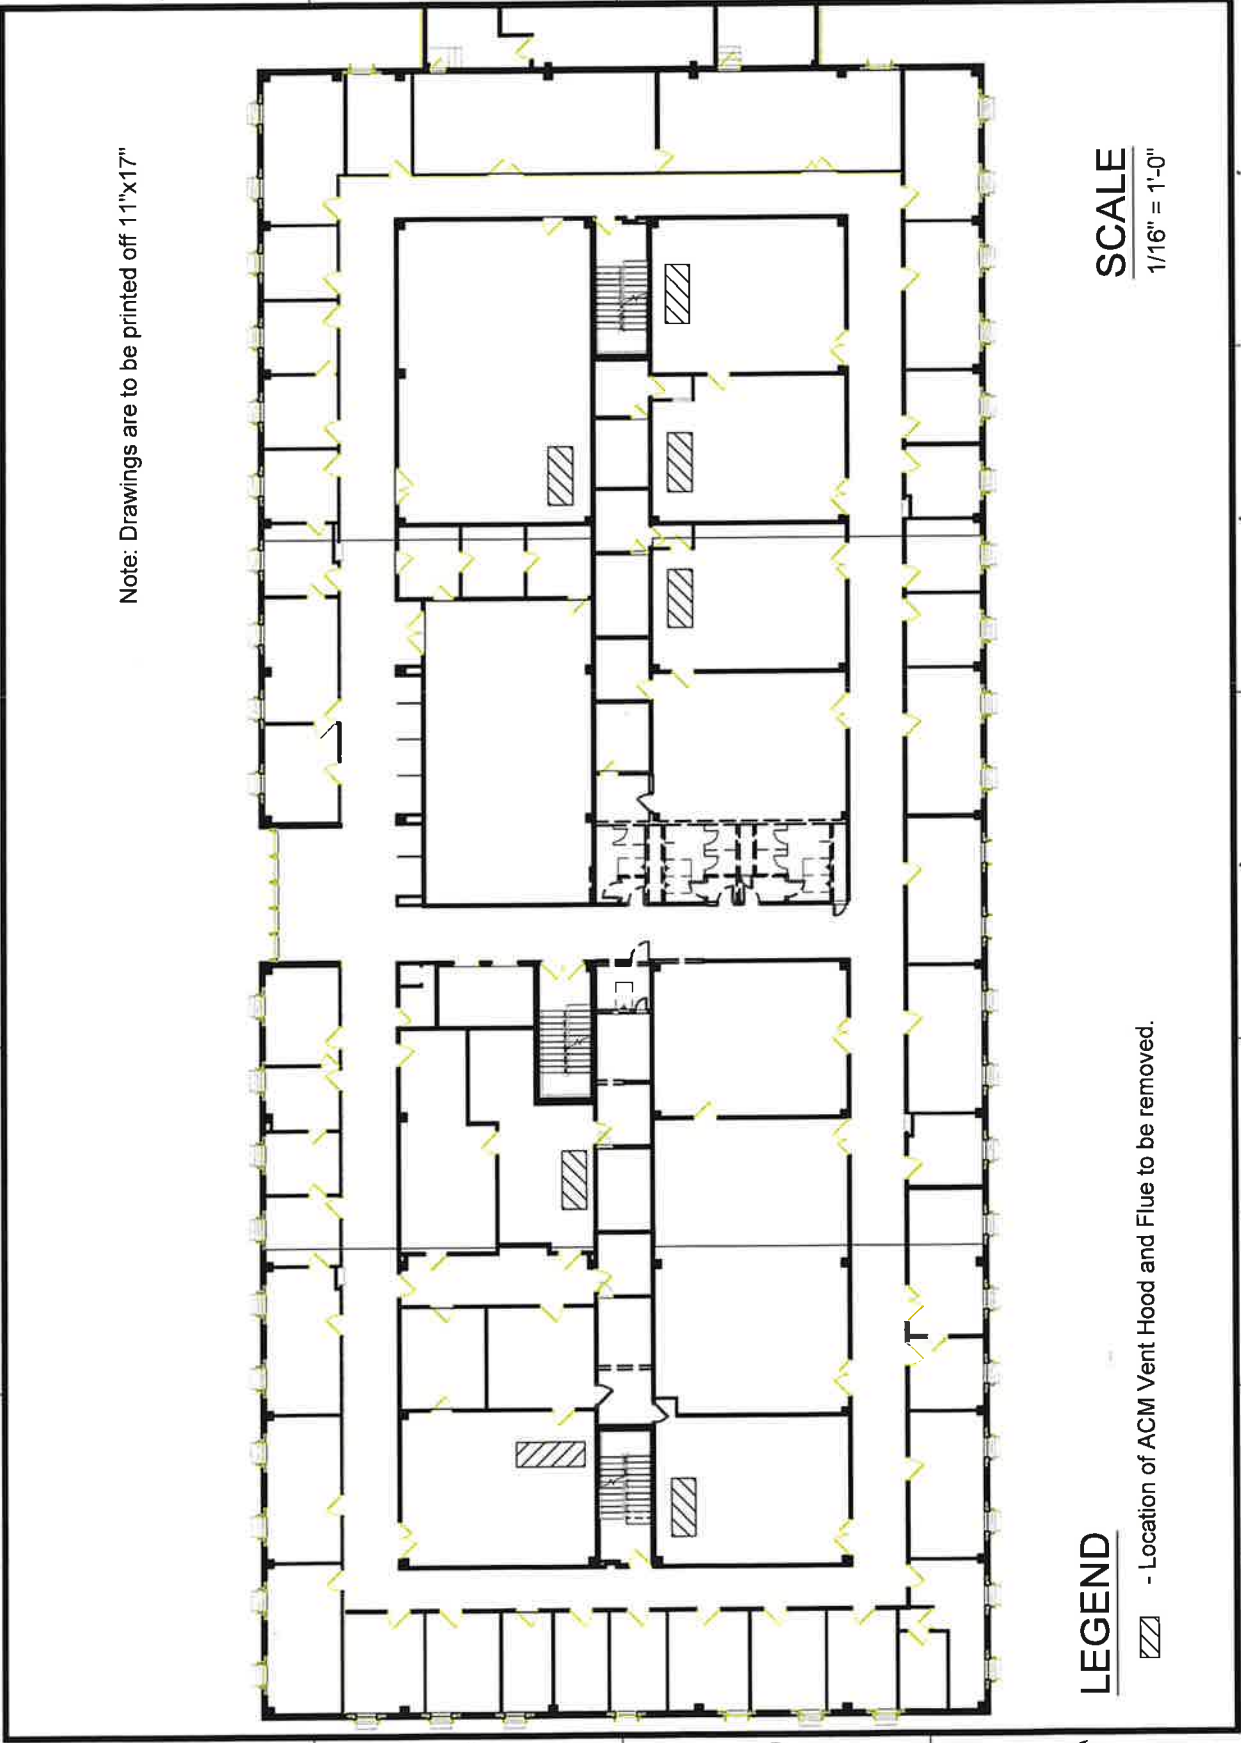 Note: Drawings are to be printed off 11"x17"
SCALE
1/16" = 1'-0"
LEGEND
- Location of ACM Vent Hood and Flue to be removed.